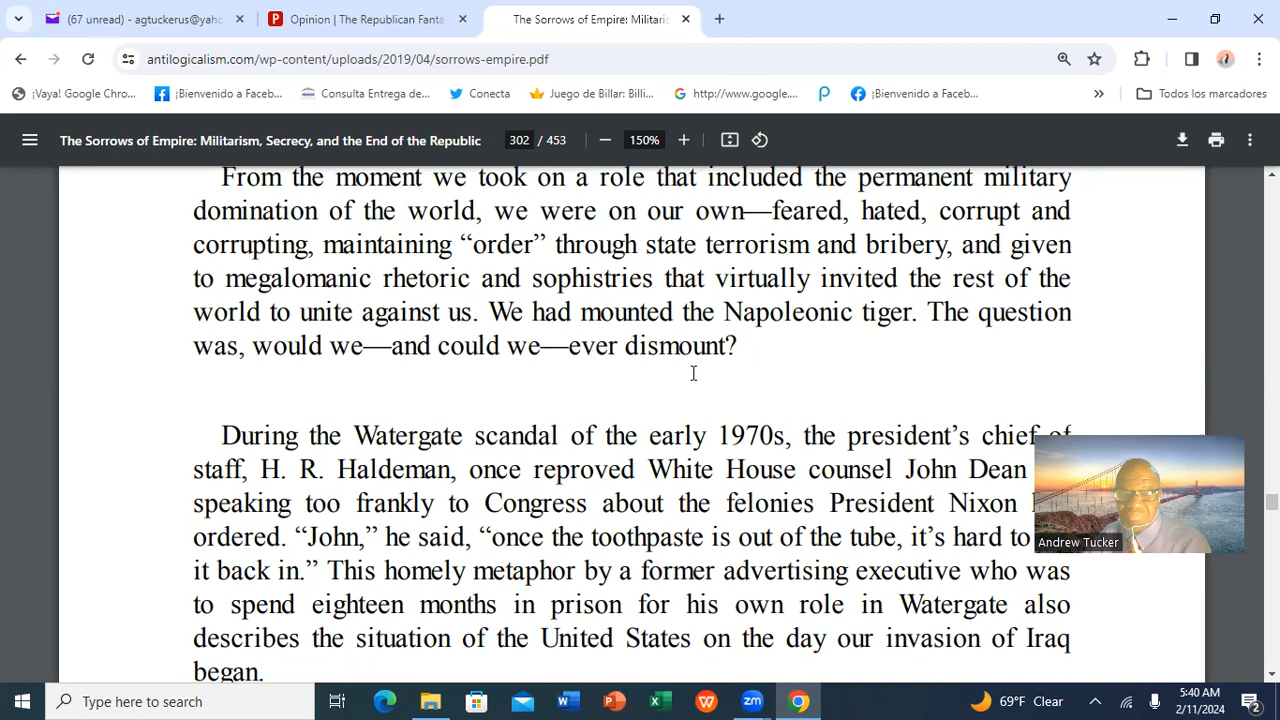 (67 unread) - agtuckerus@yaho
Opinion | The Republican Fanta
The Sorrows of Empire: Militaris
antilogicalism.com/wp-content/uploads/2019/04/sorrows-empire.pdf
¡Vaya! Google Chro...
¡Bienvenido a Faceb...
Consulta Entrega de...
Conecta
Juego de Billar: Billi...
http://www.google....
¡Bienvenido a Faceb...
Todos los marcadores
The Sorrows of Empire: Militarism, Secrecy, and the End of the Republic
302 / 453
150%
From the moment we took on a role that included the permanent military
domination of the world, we were on our own—feared, hated, corrupt and
corrupting, maintaining “order” through state terrorism and bribery, and given
to megalomanic rhetoric and sophistries that virtually invited the rest of the
world to unite against us. We had mounted the Napoleonic tiger. The question
was, would we—and could we—ever dismount?
During the Watergate scandal of the early 1970s, the president’s chief of
staff, H. R. Haldeman, once reproved White House counsel John Dean
speaking too frankly to Congress about the felonies President Nixon
ordered. “John,” he said, “once the toothpaste is out of the tube, it’s hard to
it back in.” This homely metaphor by a former advertising executive who was
to spend eighteen months in prison for his own role in Watergate also
describes the situation of the United States on the day our invasion of Iraq
began.
Andrew Tucker
Type here to search
69°F Clear
5:40 AM
2/11/2024
2